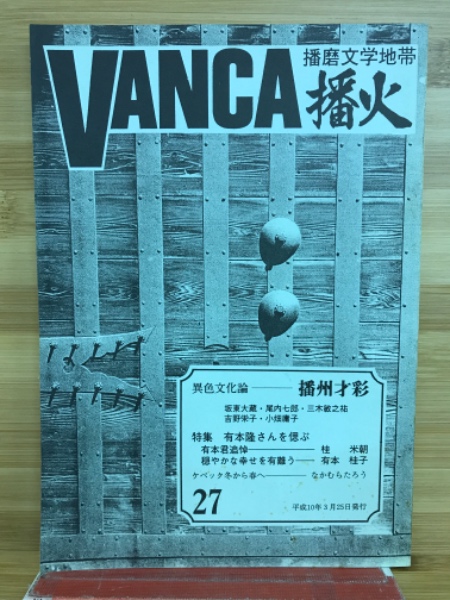 VANCA
播磨文学地帯
播火
異色文化論──播州才彩
坂東大蔵・尾内七郎・三木敏之祐
吉野栄子・小畑庸子
特集 有本隆さんを偲ぶ
有本君追悼──桂 米朝
穏やかな幸せを有難う──有本 桂子
ケベック冬から春へ──なかむらたろう
27
平成10年3月25日発行